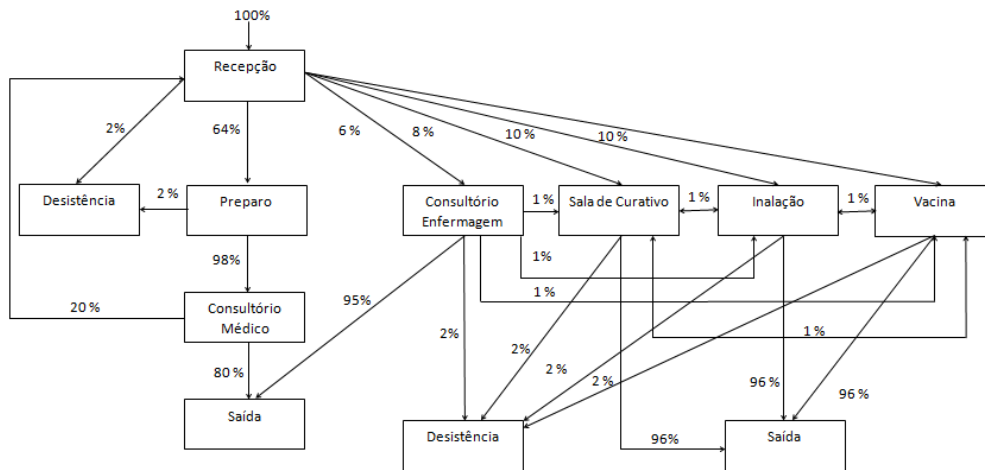 100%
Recepção
2%
64%
6 %
8 %
10 %
10 %
Desistência
2 %
Preparo
Consultório
Enfermagem
1 %
Sala de Curativo
1 %
Inalação
1 %
Vacina
98%
1%
95%
1 %
20 %
Consultório
Médico
2%
2%
2 %
2 %
1 %
80 %
96 %
96 %
Saída
Desistência
96%
Saída